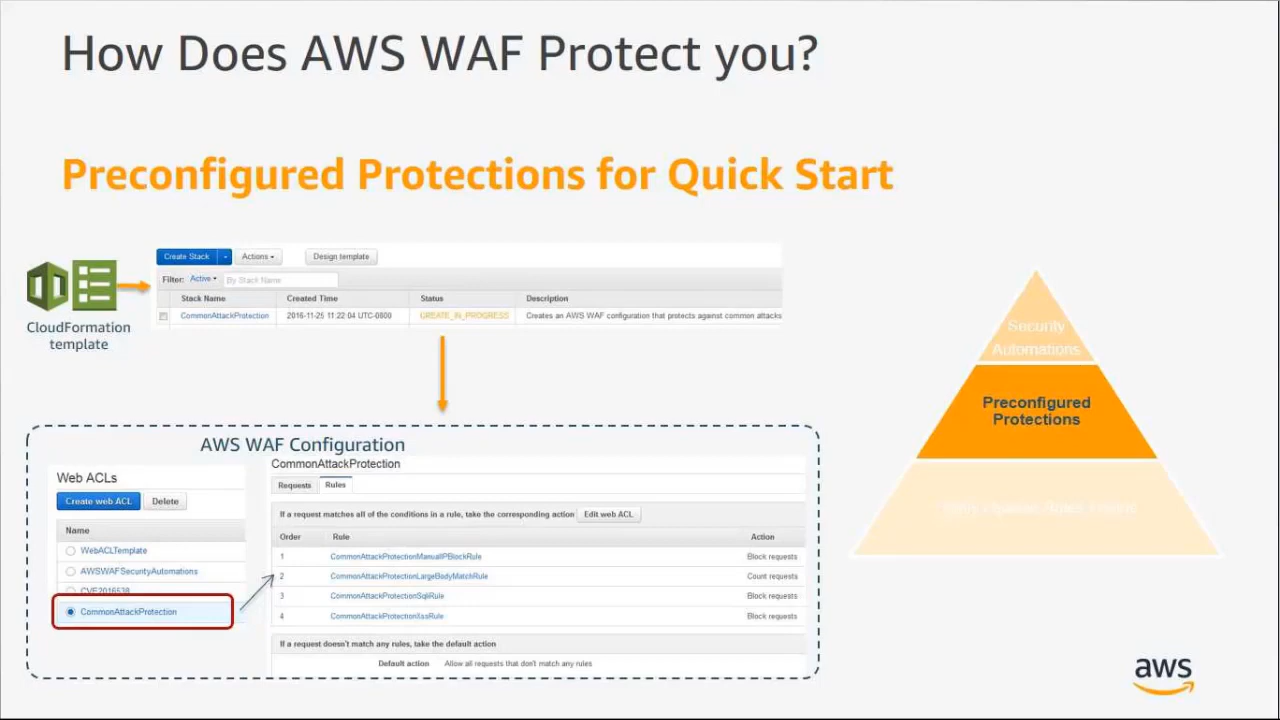 How Does AWS WAF Protect you?
Preconfigured Protections for Quick Start
CloudFormation
template
Create Stack Actions Design template
Filter: Active By Stack Name
Stack Name Created Time Status Description
CommonAttackProtection 2016-11-25 11:22:04 UTC-0800 CREATE_IN_PROGRESS Creates an AWS WAF configuration that protects against common attacks
Security
Automations
Preconfigured
Protections
AWS WAF Configuration
Web ACLs
Create web ACL Delete
Name
WebACLTemplate
AWSWAFSecurityAutomations
CVE2016538
CommonAttackProtection
CommonAttackProtection
Requests Rules
If a request matches all of the conditions in a rule, take the corresponding action Edit web ACL
Order Rule Action
1 CommonAttackProtectionManualIPBlockRule Block requests
2 CommonAttackProtectionLargeBodyMatchRule Count requests
3 CommonAttackProtectionSqliRule Block requests
4 CommonAttackProtectionXssRule Block requests
If a request doesn't match any rules, take the default action
Default action Allow all requests that don't match any rules
aws